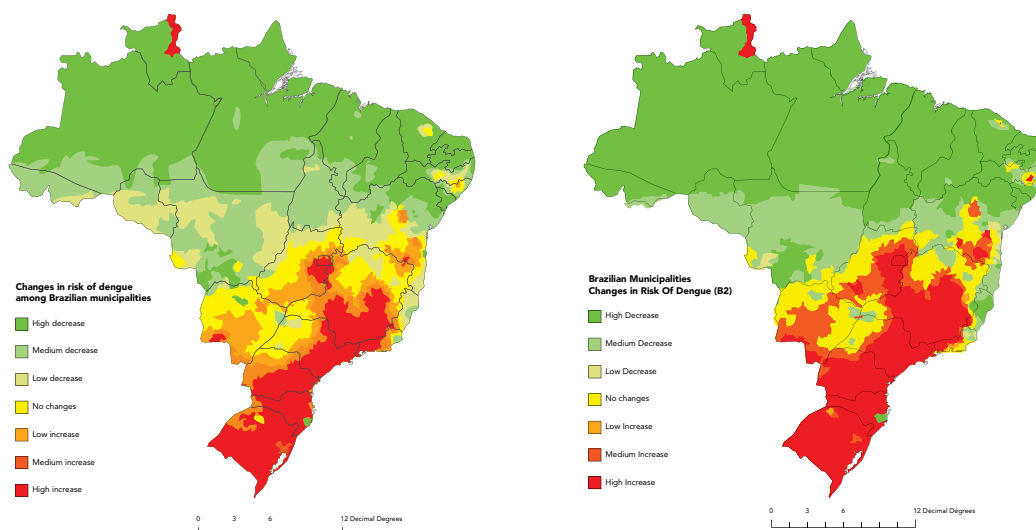 Changes in risk of dengue
among Brazilian municipalities
High decrease
Medium decrease
Low decrease
No changes
Low increase
Medium increase
High increase
0 3 6 12 Decimal Degrees
Brazilian Municipalities
Changes in Risk Of Dengue (B2)
High Decrease
Medium Decrease
Low Decrease
No changes
Low Increase
Medium Increase
High Increase
0 3 6 12 Decimal Degrees